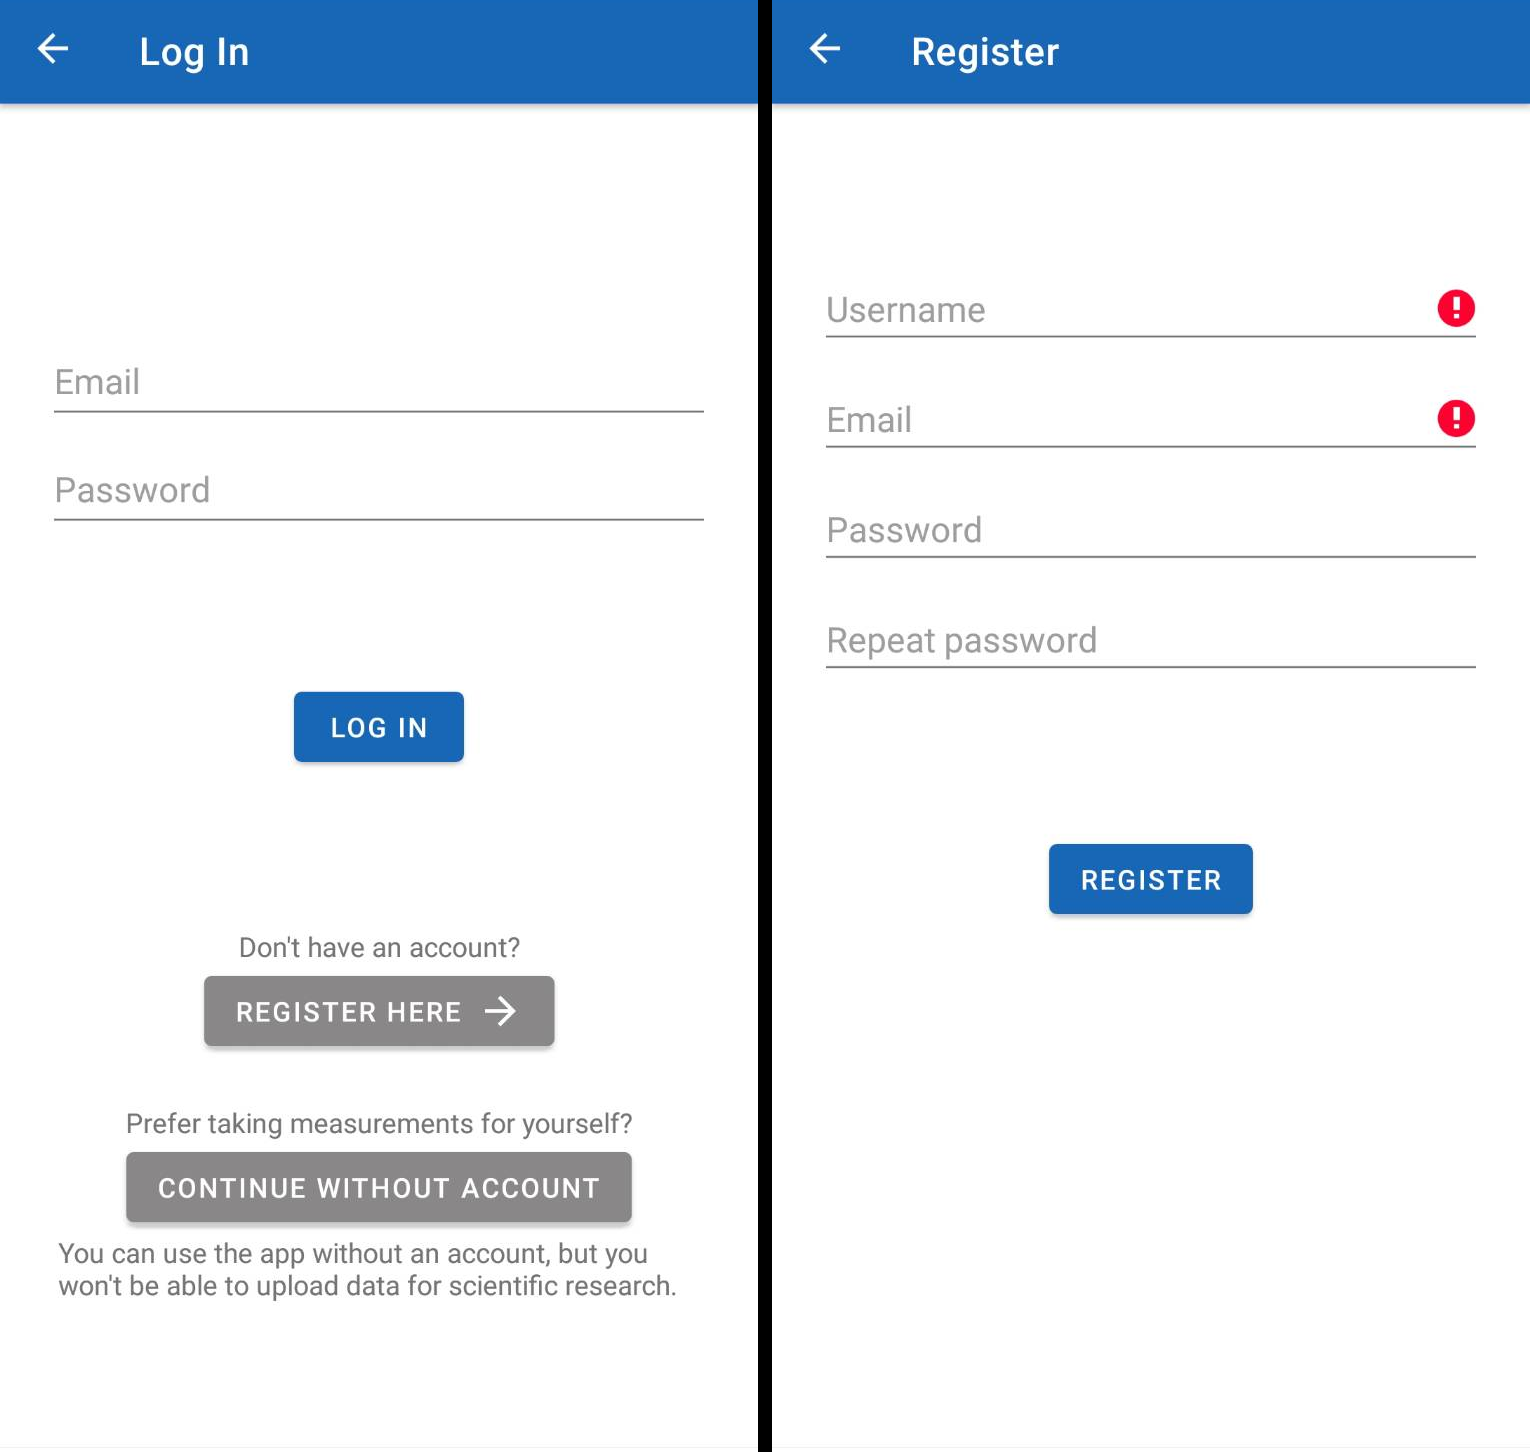 Log In
Email
Password
LOG IN
Don't have an account?
REGISTER HERE
Prefer taking measurements for yourself?
CONTINUE WITHOUT ACCOUNT
You can use the app without an account, but you
won't be able to upload data for scientific research.
Register
Username
Email
Password
Repeat password
REGISTER